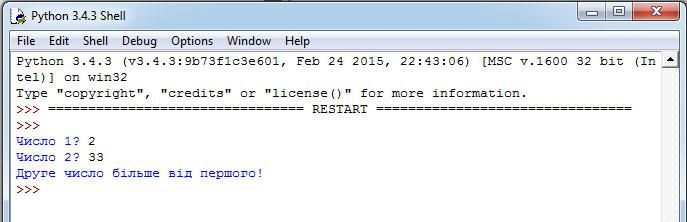 Python 3.4.3 Shell
File Edit Shell Debug Options Window Help
Python 3.4.3 (v3.4.3:9b73f1c3e601, Feb 24 2015, 22:43:06) [MSC v.1600 32 bit (In
tel)] on win32
Type "copyright", "credits" or "license()" for more information.
>>> ================================ RESTART ================================
>>>
Число 1? 2
Число 2? 33
Друге число більше від першого!
>>>